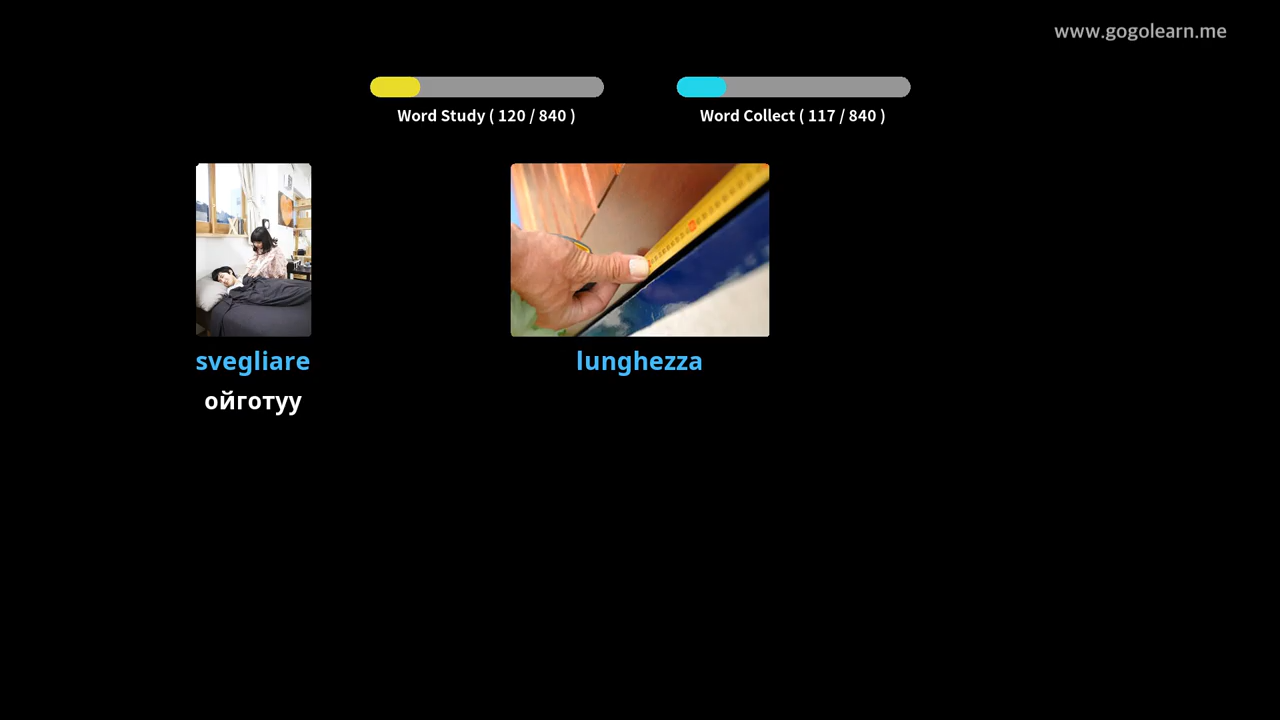 www.gogolearn.me
Word Study ( 120 / 840 )
Word Collect ( 117 / 840 )
svegliare
lunghezza
ойготуу